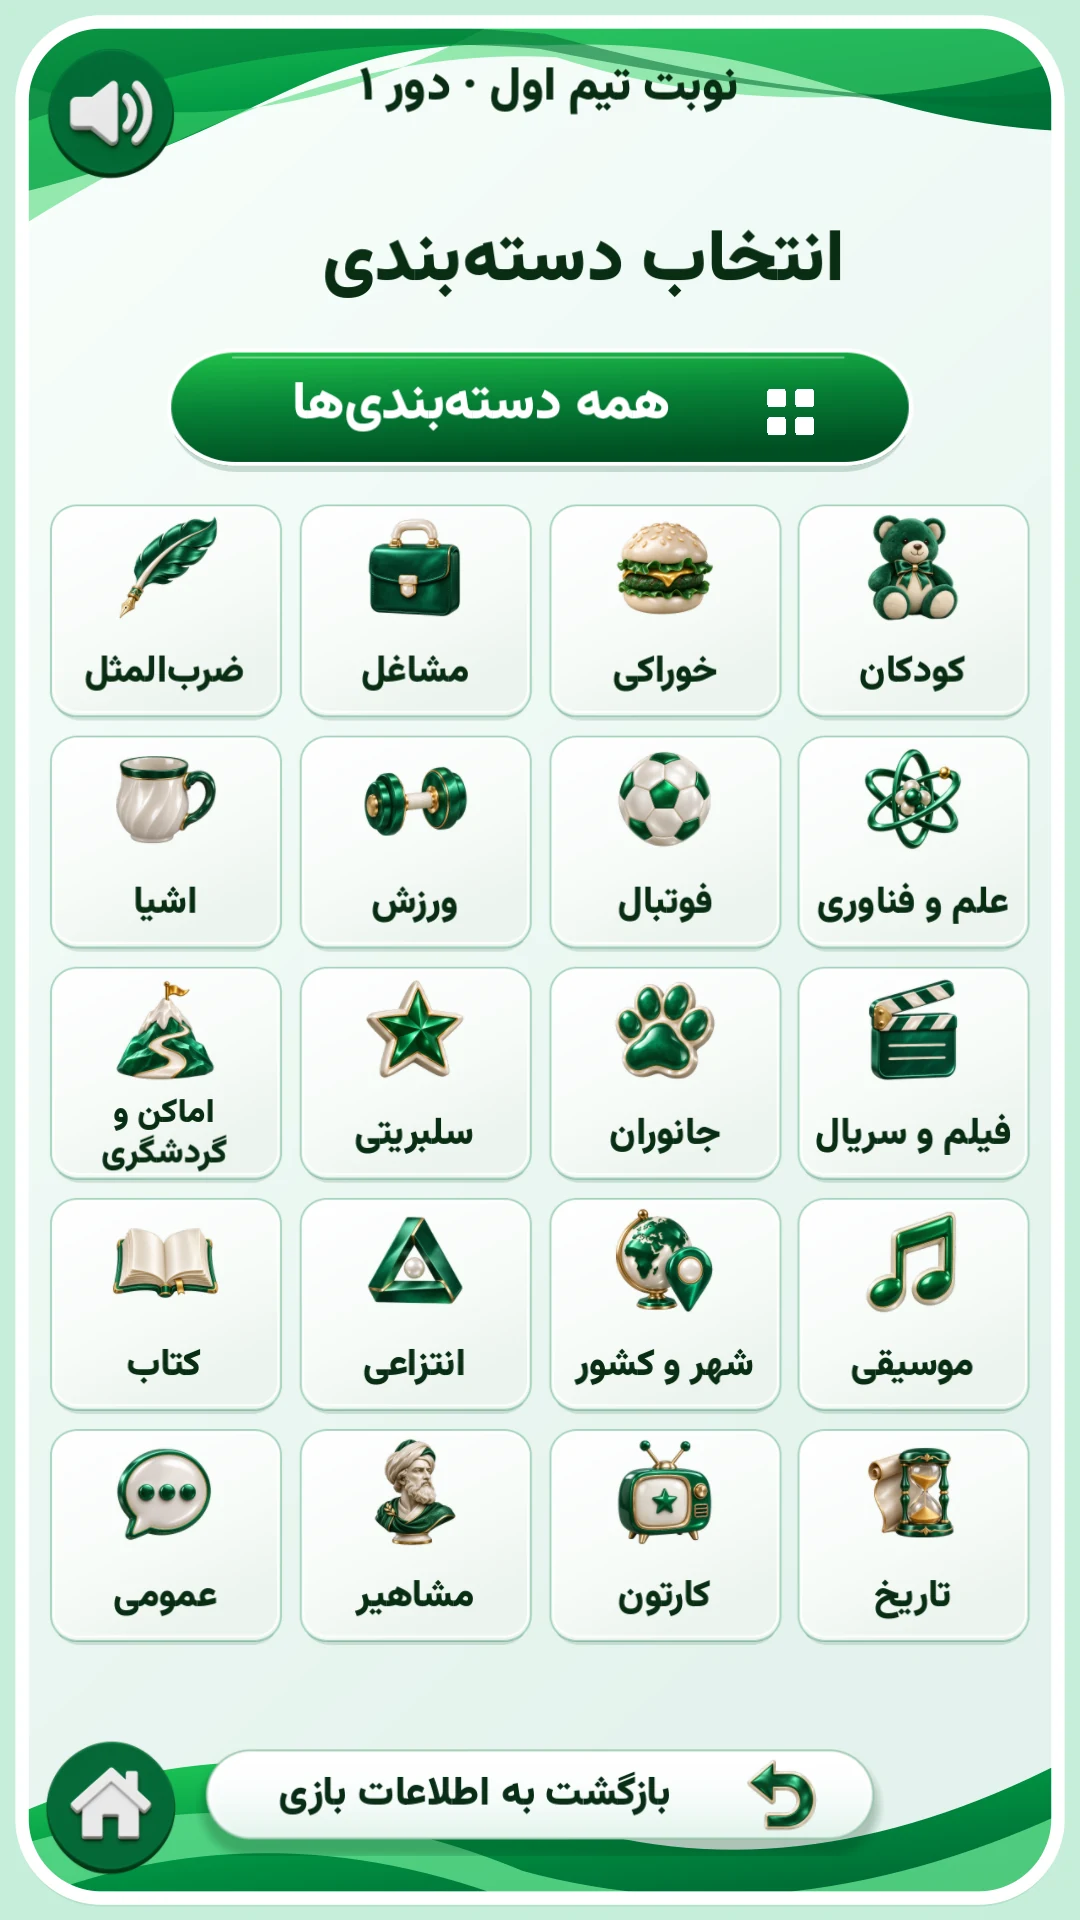 نوبت تیم اول · دور ۱
انتخاب دسته‌بندی
همه دسته‌بندی‌ها
کودکان
خوراکی
مشاغل
ضرب‌المثل
علم و فناوری
فوتبال
ورزش
اشیا
فیلم و سریال
جانوران
سلبریتی
اماکن و
گردشگری
موسیقی
شهر و کشور
انتزاعی
کتاب
تاریخ
کارتون
مشاهیر
عمومی
بازگشت به اطلاعات بازی